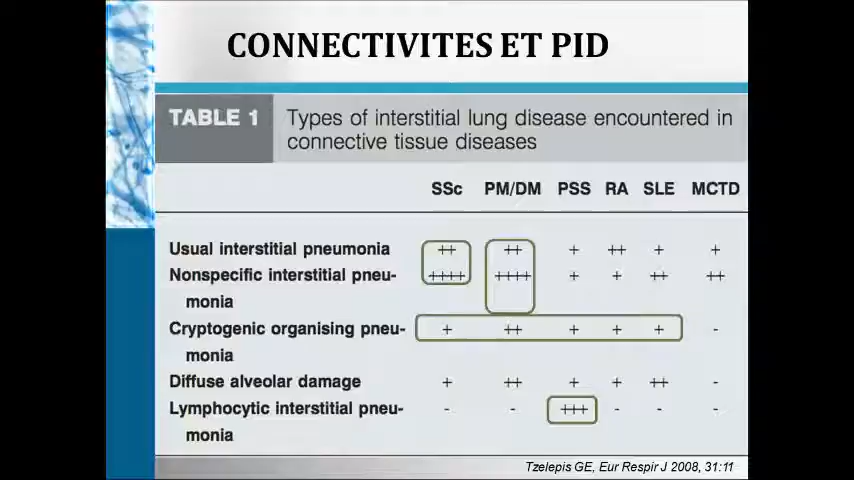 CONNECTIVITES ET PID
TABLE 1 Types of interstitial lung disease encountered in
connective tissue diseases
SSc PM/DM PSS RA SLE MCTD
Usual interstitial pneumonia ++ ++ + ++ + +
Nonspecific interstitial pneu- ++++ ++++ + + ++ ++
monia
Cryptogenic organising pneu- + ++ + + + -
monia
Diffuse alveolar damage + ++ + + ++ -
Lymphocytic interstitial pneu- - - +++ - - -
monia
Tzelepis GE, Eur Respir J 2008, 31:11